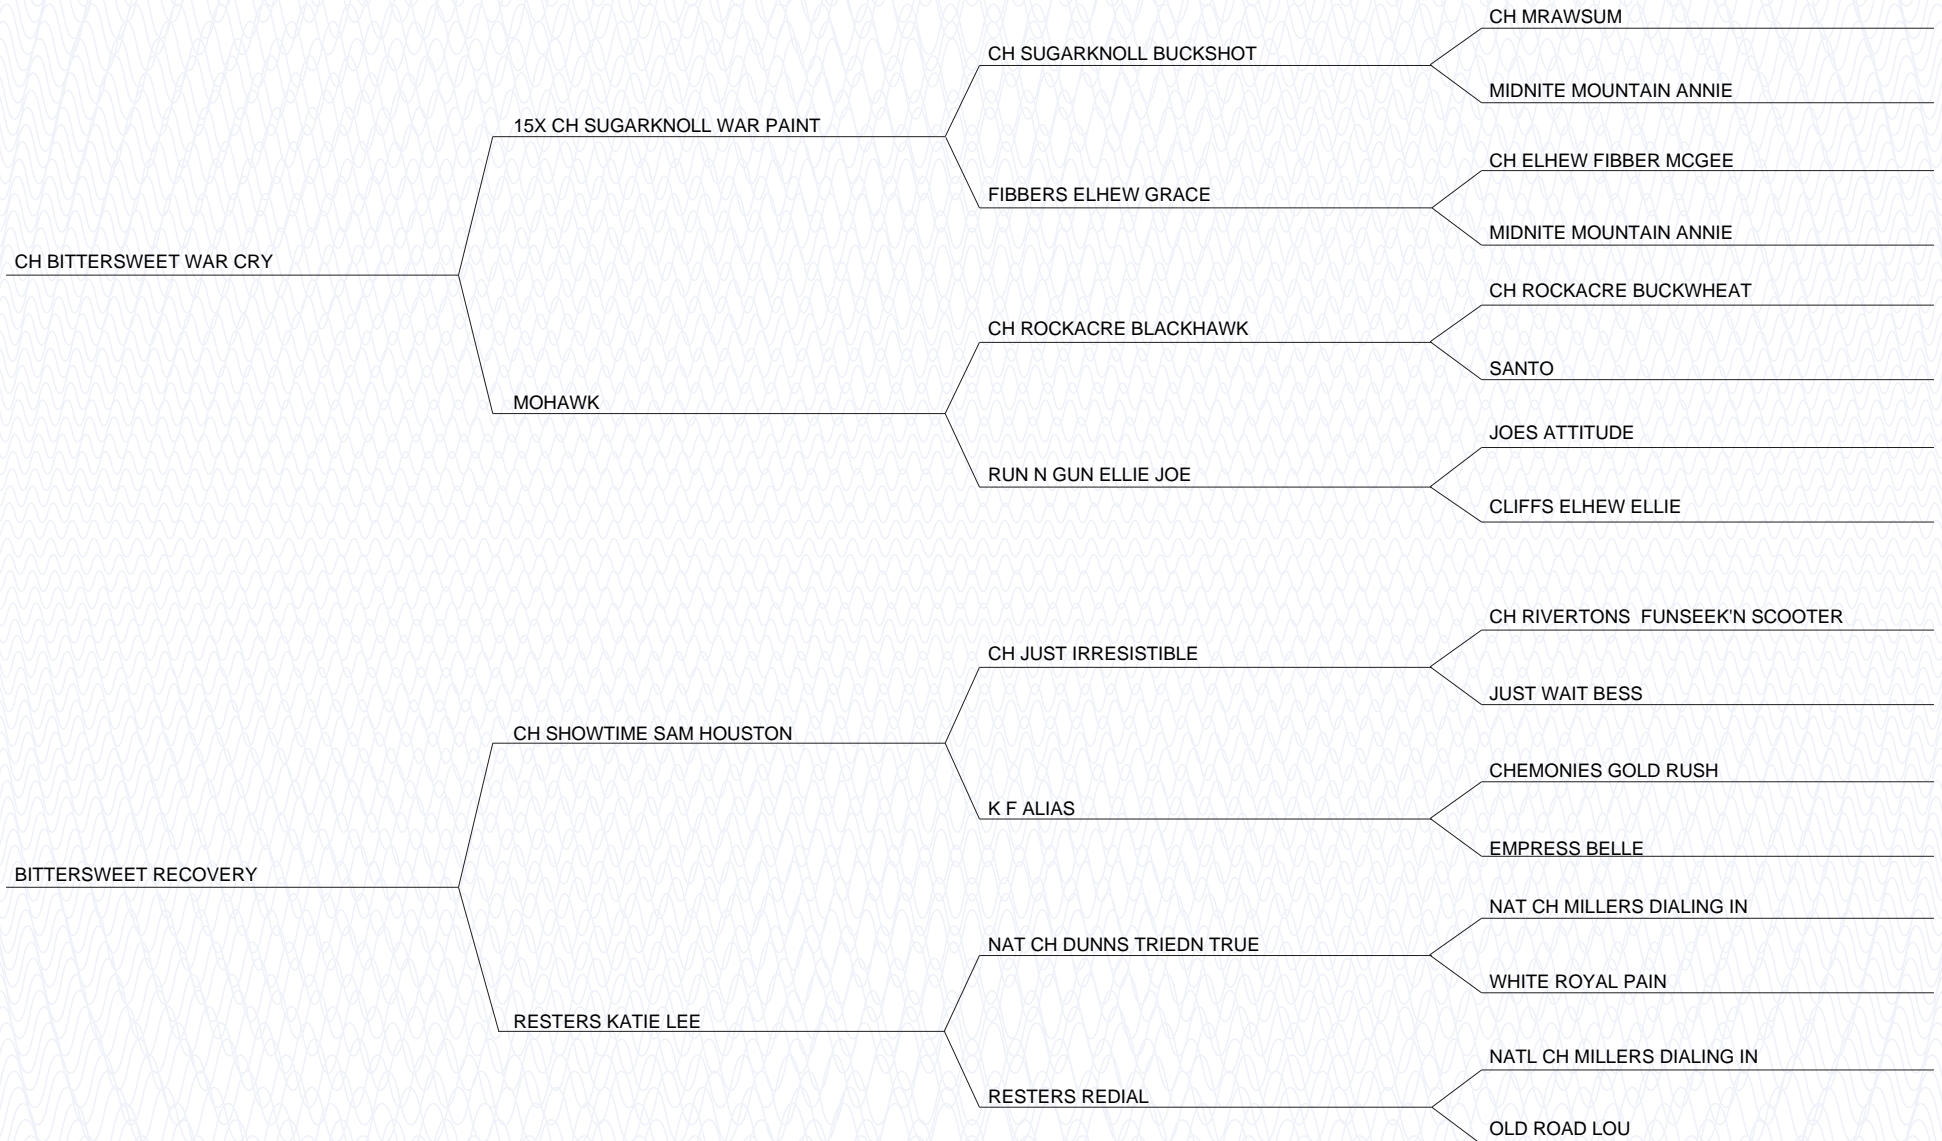 CH MRAWSUM
CH SUGARKNOLL BUCKSHOT
MIDNITE MOUNTAIN ANNIE
15X CH SUGARKNOLL WAR PAINT
CH ELHEW FIBBER MCGEE
FIBBERS ELHEW GRACE
MIDNITE MOUNTAIN ANNIE
CH BITTERSWEET WAR CRY
CH ROCKACRE BUCKWHEAT
CH ROCKACRE BLACKHAWK
SANTO
MOHAWK
JOES ATTITUDE
RUN N GUN ELLIE JOE
CLIFFS ELHEW ELLIE
CH RIVERTONS  FUNSEEK'N SCOOTER
CH JUST IRRESISTIBLE
JUST WAIT BESS
CH SHOWTIME SAM HOUSTON
CHEMONIES GOLD RUSH
K F ALIAS
EMPRESS BELLE
BITTERSWEET RECOVERY
NAT CH MILLERS DIALING IN
NAT CH DUNNS TRIEDN TRUE
WHITE ROYAL PAIN
RESTERS KATIE LEE
NATL CH MILLERS DIALING IN
RESTERS REDIAL
OLD ROAD LOU